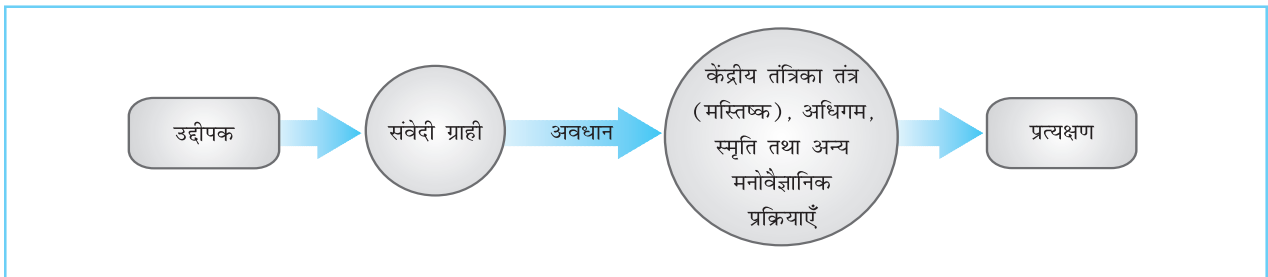 उद्दीपक
संवेदी ग्राही
अवधान
केंद्रीय तंत्रिका तंत्र
(मस्तिष्क), अधिगम,
स्मृति तथा अन्य
मनोवैज्ञानिक
प्रक्रियाएँ
प्रत्यक्षण